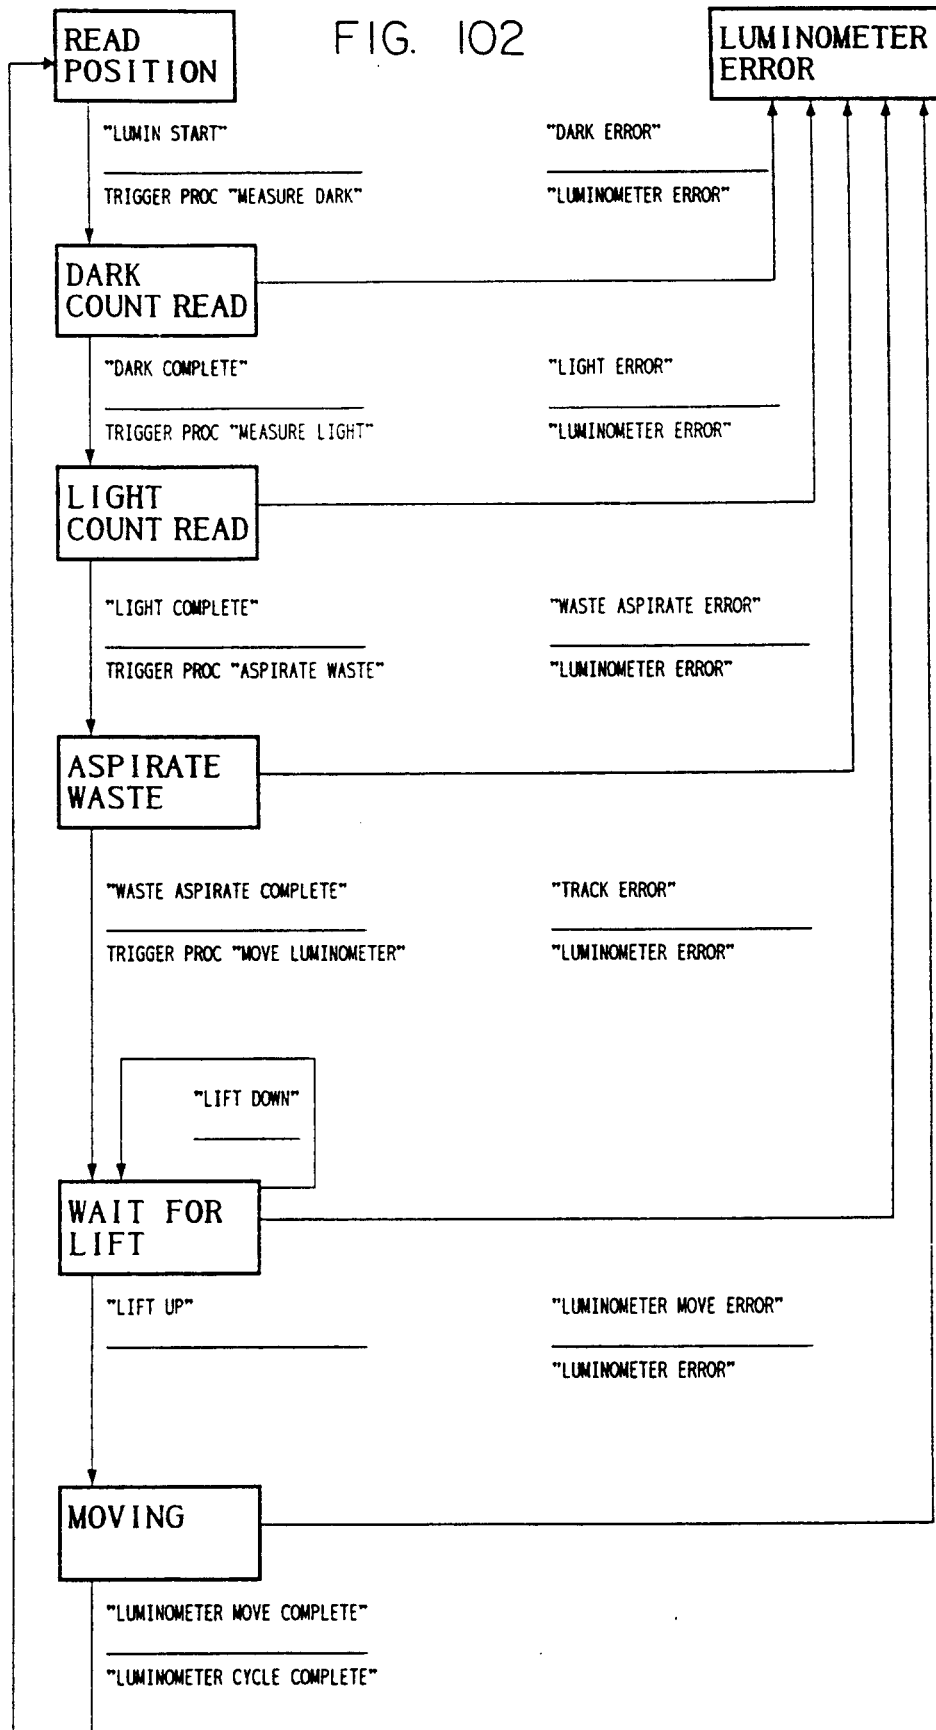 FIG. 102
READ
POSITION
LUMINOMETER
ERROR
"LUMIN START"
TRIGGER PROC "MEASURE DARK"
"DARK ERROR"
"LUMINOMETER ERROR"
DARK
COUNT READ
"DARK COMPLETE"
TRIGGER PROC "MEASURE LIGHT"
"LIGHT ERROR"
"LUMINOMETER ERROR"
LIGHT
COUNT READ
"LIGHT COMPLETE"
TRIGGER PROC "ASPIRATE WASTE"
"WASTE ASPIRATE ERROR"
"LUMINOMETER ERROR"
ASPIRATE
WASTE
"WASTE ASPIRATE COMPLETE"
TRIGGER PROC "MOVE LUMINOMETER"
"TRACK ERROR"
"LUMINOMETER ERROR"
"LIFT DOWN"
WAIT FOR
LIFT
"LIFT UP"
"LUMINOMETER MOVE ERROR"
"LUMINOMETER ERROR"
MOVING
"LUMINOMETER MOVE COMPLETE"
"LUMINOMETER CYCLE COMPLETE"